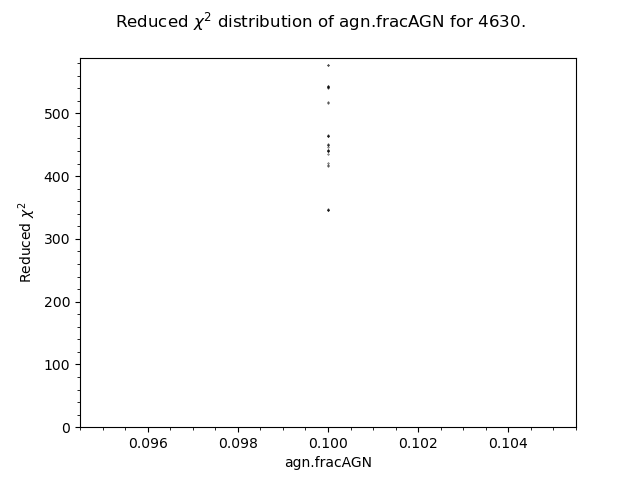 Reduced χ² distribution of agn.fracAGN for 4630.
500
400
300
200
100
0
Reduced χ²
0.096 0.098 0.100 0.102 0.104
agn.fracAGN